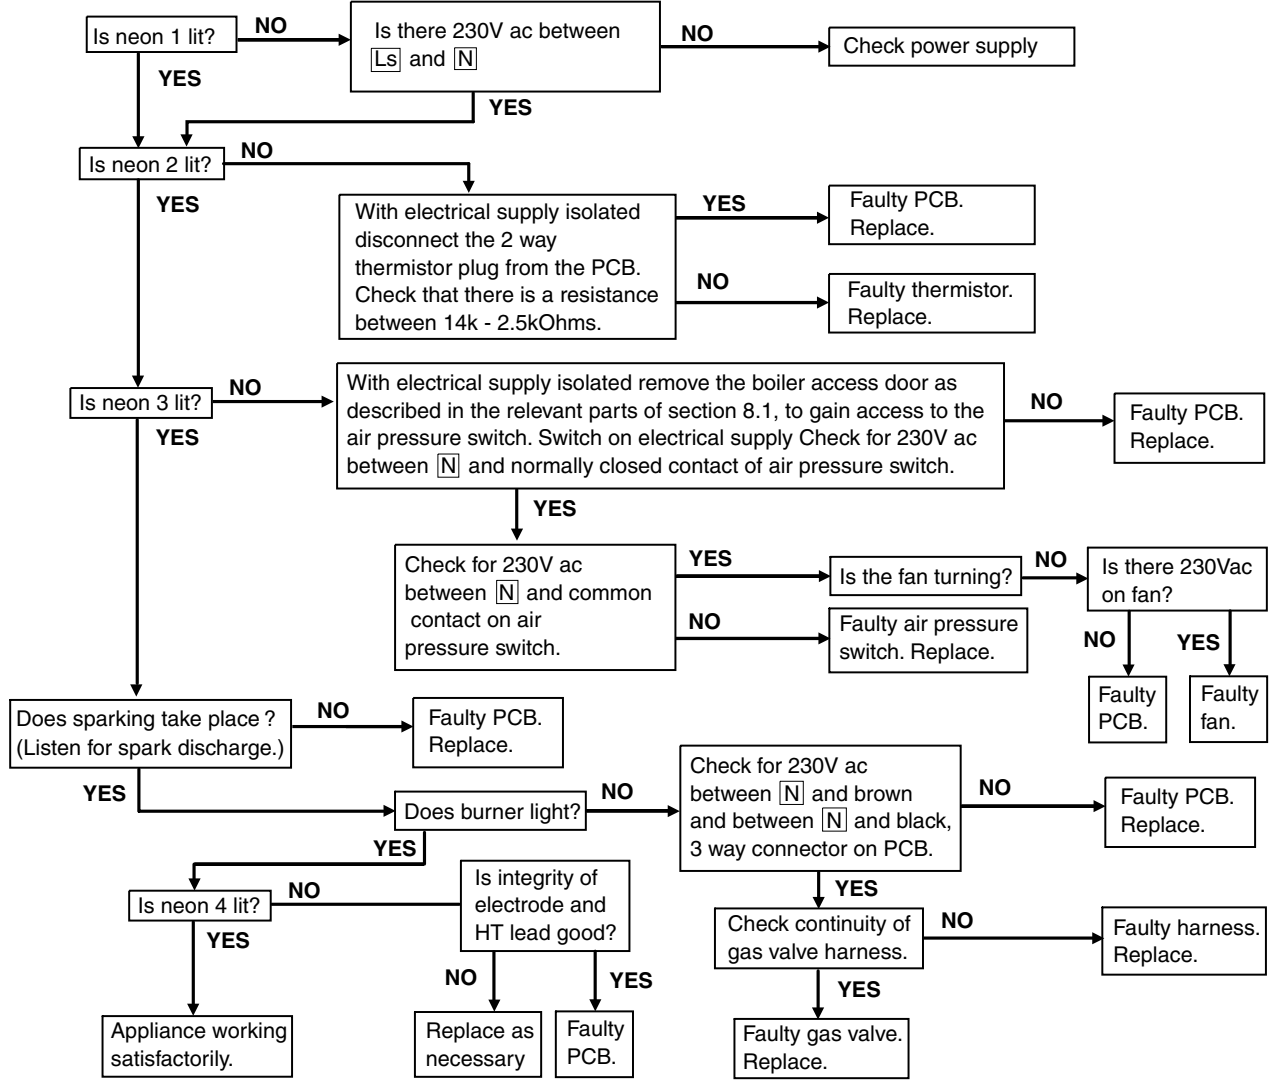 Is neon 1 lit?
NO
Is there 230V ac between
Ls and N
NO
Check power supply
YES
YES
Is neon 2 lit?
NO
YES
With electrical supply isolated
disconnect the 2 way
thermistor plug from the PCB.
Check that there is a resistance
between 14k - 2.5kOhms.
YES
Faulty PCB.
Replace.
NO
Faulty thermistor.
Replace.
Is neon 3 lit?
NO
YES
With electrical supply isolated remove the boiler access door as
described in the relevant parts of section 8.1, to gain access to the
air pressure switch. Switch on electrical supply Check for 230V ac
between N and normally closed contact of air pressure switch.
NO
Faulty PCB.
Replace.
YES
Check for 230V ac
between N and common
contact on air
pressure switch.
YES
Is the fan turning?
NO
Is there 230Vac
on fan?
NO
Faulty air pressure
switch. Replace.
NO
YES
Faulty
PCB.
Faulty
fan.
Does sparking take place ?
(Listen for spark discharge.)
NO
Faulty PCB.
Replace.
YES
Does burner light?
NO
Check for 230V ac
between N and brown
and between N and black,
3 way connector on PCB.
NO
Faulty PCB.
Replace.
YES
YES
Is neon 4 lit?
NO
Is integrity of
electrode and
HT lead good?
Check continuity of
gas valve harness.
NO
Faulty harness.
Replace.
YES
NO
YES
YES
Appliance working
satisfactorily.
Replace as
necessary
Faulty
PCB.
Faulty gas valve.
Replace.